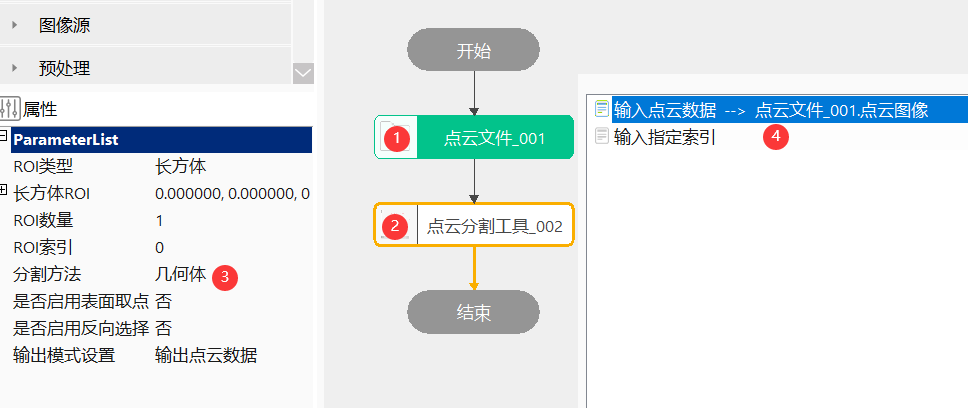 图像源
预处理
属性
ParameterList
ROI类型 长方体
长方体ROI 0.000000, 0.000000, 0
ROI数量 1
ROI索引 0
分割方法 几何体 3
是否启用表面取点 否
是否启用反向选择 否
输出模式设置 输出点云数据
开始
1 点云文件_001
2 点云分割工具_002
结束
输入点云数据 --> 点云文件_001.点云图像
输入指定索引 4